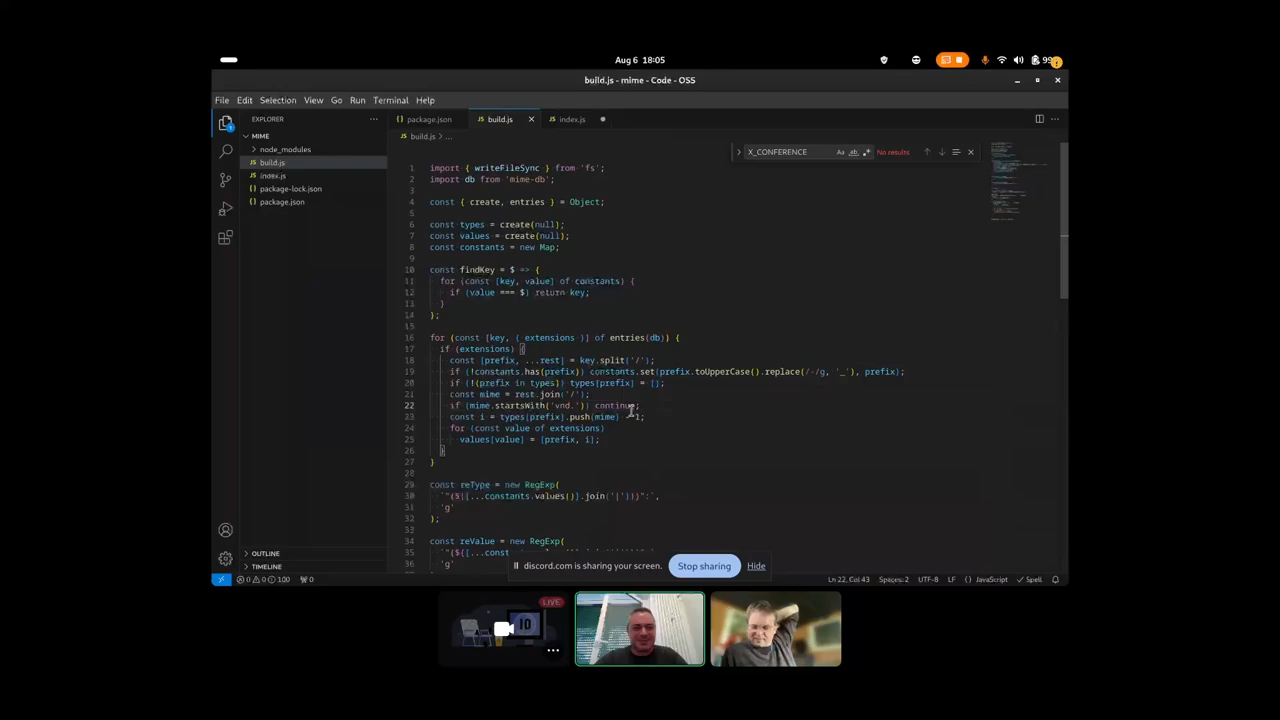 Aug 6 18:05
build.js - mime - Code - OSS
File Edit Selection View Go Run Terminal Help
EXPLORER
package.json
build.js
index.js
MIME
build.js > ...
node_modules
build.js
index.js
package-lock.json
package.json
X_CONFERENCE
No results
1 import { writeFileSync } from 'fs';
2 import db from 'mime-db';
3
4 const { create, entries } = Object;
5
6 const types = create(null);
7 const values = create(null);
8 const constants = new Map;
9
10 const findKey = $ => {
11 for (const [key, value] of constants) {
12 if (value === $) return key;
13 }
14 };
15
16 for (const [key, { extensions }] of entries(db)) {
17 if (extensions) {
18 const [prefix, ...rest] = key.split('/');
19 if (!constants.has(prefix)) constants.set(prefix.toUpperCase().replace(/-/g, '_'), prefix);
20 if (!(prefix in types)) types[prefix] = [];
21 const mime = rest.join('/');
22 if (mime.startsWith('vnd.')) continue;
23 const i = types[prefix].push(mime) - 1;
24 for (const value of extensions)
25 values[value] = [prefix, i];
26 }
27 }
28
29 const reType = new RegExp(
30 `"(${[...constants.values()].join('|')})":`,
31 'g'
32 );
33
34 const reValue = new RegExp(
35
36 'g'
discord.com is sharing your screen.
Stop sharing
Hide
OUTLINE
TIMELINE
0 0 100 0
Ln 22, Col 43 Spaces: 2 UTF-8 LF JavaScript Spell
LIVE